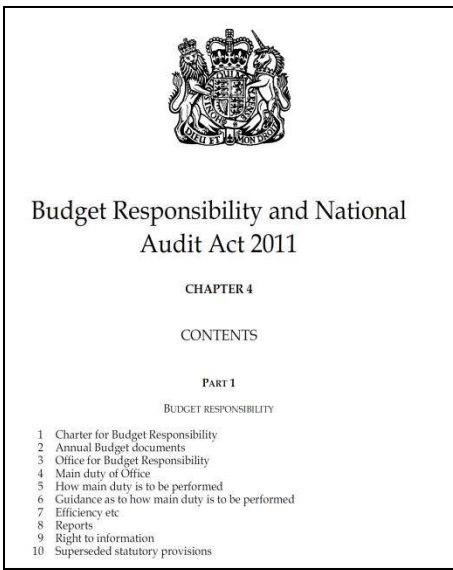 DIEU ET MON DROIT
Budget Responsibility and National
Audit Act 2011
CHAPTER 4
CONTENTS
PART 1
BUDGET RESPONSIBILITY
1 Charter for Budget Responsibility
2 Annual Budget documents
3 Office for Budget Responsibility
4 Main duty of Office
5 How main duty is to be performed
6 Guidance as to how main duty is to be performed
7 Efficiency etc
8 Reports
9 Right to information
10 Superseded statutory provisions